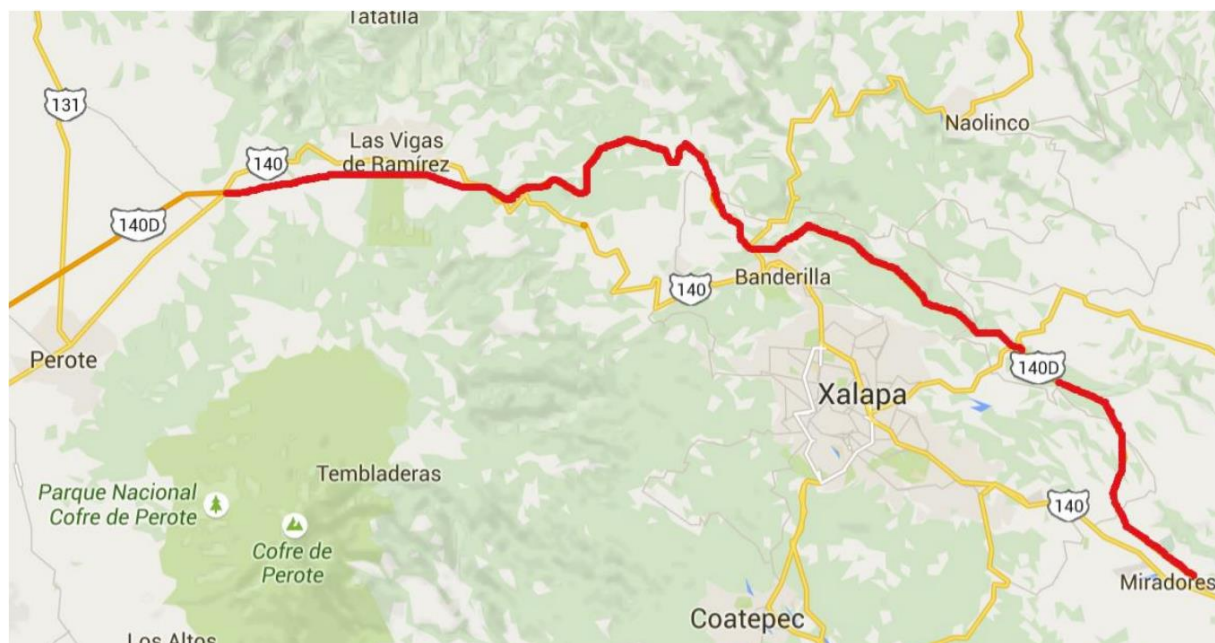 Tatatila
131
Naolinco
140
Las Vigas
de Ramírez
140D
140
Banderilla
Perote
140D
Xalapa
Tembladeras
Parque Nacional
Cofre de Perote
140
Cofre de
Perote
Miradores
Coatepec
Los Altos